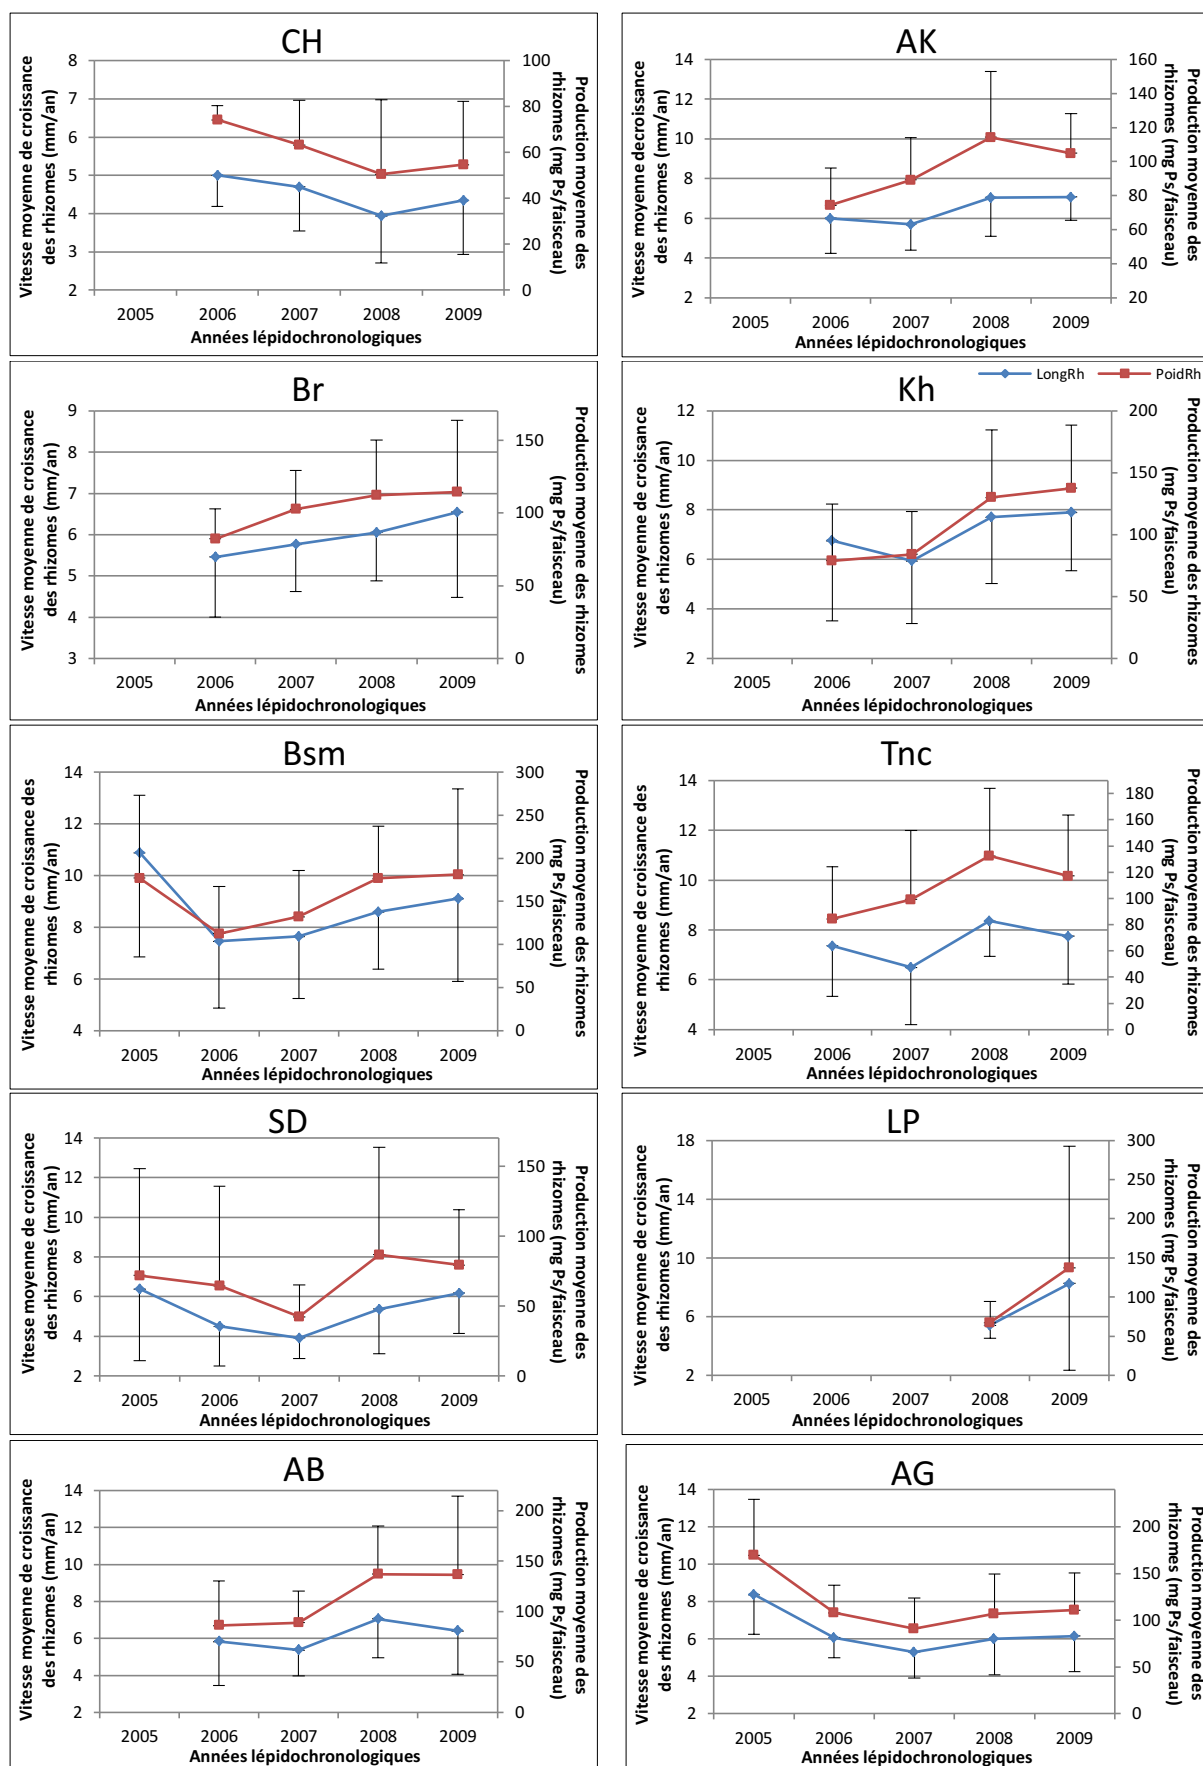 CH
Vitesse moyenne de croissance
des rhizomes (mm/an)
8
7
6
5
4
3
2
100
80
60
40
20
0
Production moyenne des
rhizomes (mg Ps/faisceau)
2005 2006 2007 2008 2009
Années lépidochronologiques
AK
Vitesse moyenne decroissance
des rhizomes (mm/an)
14
12
10
8
6
4
2
160
140
120
100
80
60
40
20
Production moyenne des
rhizomes (mg Ps/faisceau)
2005 2006 2007 2008 2009
Années lépidochronologiques
Br
Vitesse moyenne de croissance
des rhizomes (mm/an)
9
8
7
6
5
4
3
150
100
50
0
Production moyenne des rhizomes
(mg Ps/faisceau)
2005 2006 2007 2008 2009
Années lépidochronologiques
LongRh PoidRh
Kh
Vitesse moyenne de croissance
des rhizomes (mm/an)
12
10
8
6
4
2
200
150
100
50
0
Production moyenne des rhizomes
(mg Ps/faisceau)
2005 2006 2007 2008 2009
Années lépidochronologiques
Bsm
Vitesse moyenne de croissance des
rhizomes (mm/an)
14
12
10
8
6
4
300
250
200
150
100
50
0
Production moyenne des rhizomes
(mg Ps/faisceau)
2005 2006 2007 2008 2009
Années lépidochronologiques
Tnc
Vitesse moyenne de croissance des
rhizomes (mm/an)
14
12
10
8
6
4
180
160
140
120
100
80
60
40
20
0
Production moyenne des rhizomes
(mg Ps/faisceau)
2005 2006 2007 2008 2009
Années lépidochronologiques
SD
Vitesse moyenne de croissance
des rhizomes (mm/an)
14
12
10
8
6
4
2
150
100
50
0
Production moyenne des
rhizomes (mg Ps/faisceau)
2005 2006 2007 2008 2009
Années lépidochronologiques
LP
Vitesse moyenne de croissance
des rhizomes (mm/an)
18
14
10
6
2
300
250
200
150
100
50
0
Production moyenne des
rhizomes (mg Ps/faisceau)
2005 2006 2007 2008 2009
Années lépidochronologiques
AB
Vitesse moyenne de croissance
des rhizomes (mm/an)
14
12
10
8
6
4
2
200
150
100
50
0
Production moyenne des
rhizomes (mg Ps/faisceau)
2005 2006 2007 2008 2009
Années lépidochronologiques
AG
Vitesse moyenne de croissance
des rhizomes (mm/an)
14
12
10
8
6
4
2
200
150
100
50
0
Production moyenne des
rhizomes (mg Ps/faisceau)
2005 2006 2007 2008 2009
Années lépidochronologiques